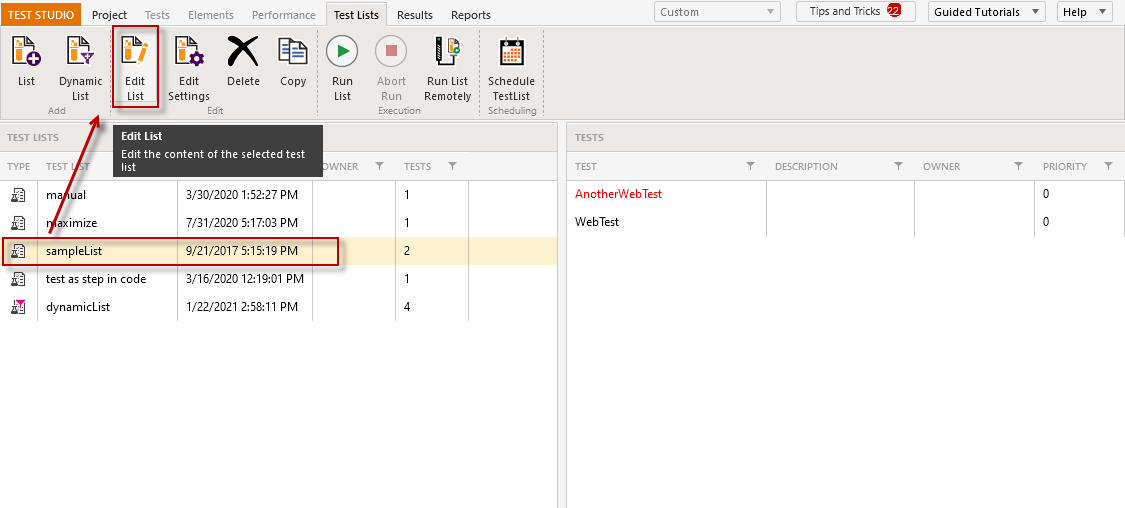 TEST STUDIO Project Tests Elements Performance Test Lists Results Reports Custom Tips and Tricks 22 Guided Tutorials Help
List
Dynamic
List
Edit
List
Edit
Settings
Delete
Copy
Run
List
Abort
Run
Run List
Remotely
Schedule
TestList
Add Edit Execution Scheduling
Edit List
Edit the content of the selected test
list
TEST LISTS
TYPE TEST LIST OWNER TESTS
manual 3/30/2020 1:52:27 PM 1
maximize 7/31/2020 5:17:03 PM 1
sampleList 9/21/2017 5:15:19 PM 2
test as step in code 3/16/2020 12:19:01 PM 1
dynamicList 1/22/2021 2:58:11 PM 4
TESTS
TEST DESCRIPTION OWNER PRIORITY
AnotherWebTest 0
WebTest 0